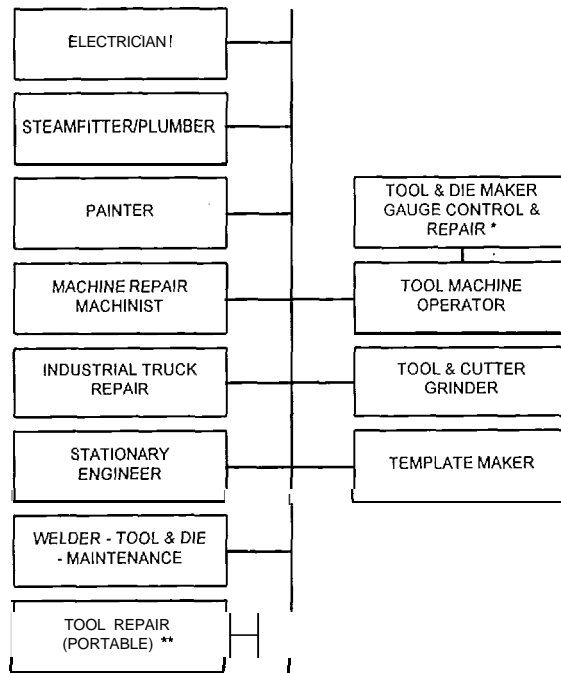 ELECTRICIAN
STEAMFITTER/PLUMBER
PAINTER
TOOL & DIE MAKER
GAUGE CONTROL &
REPAIR *
MACHINE REPAIR
MACHINIST
TOOL MACHINE
OPERATOR
INDUSTRIAL TRUCK
REPAIR
TOOL & CUTTER
GRINDER
STATIONARY
ENGINEER
TEMPLATE MAKER
WELDER - TOOL & DIE
- MAINTENANCE
TOOL REPAIR
(PORTABLE) **